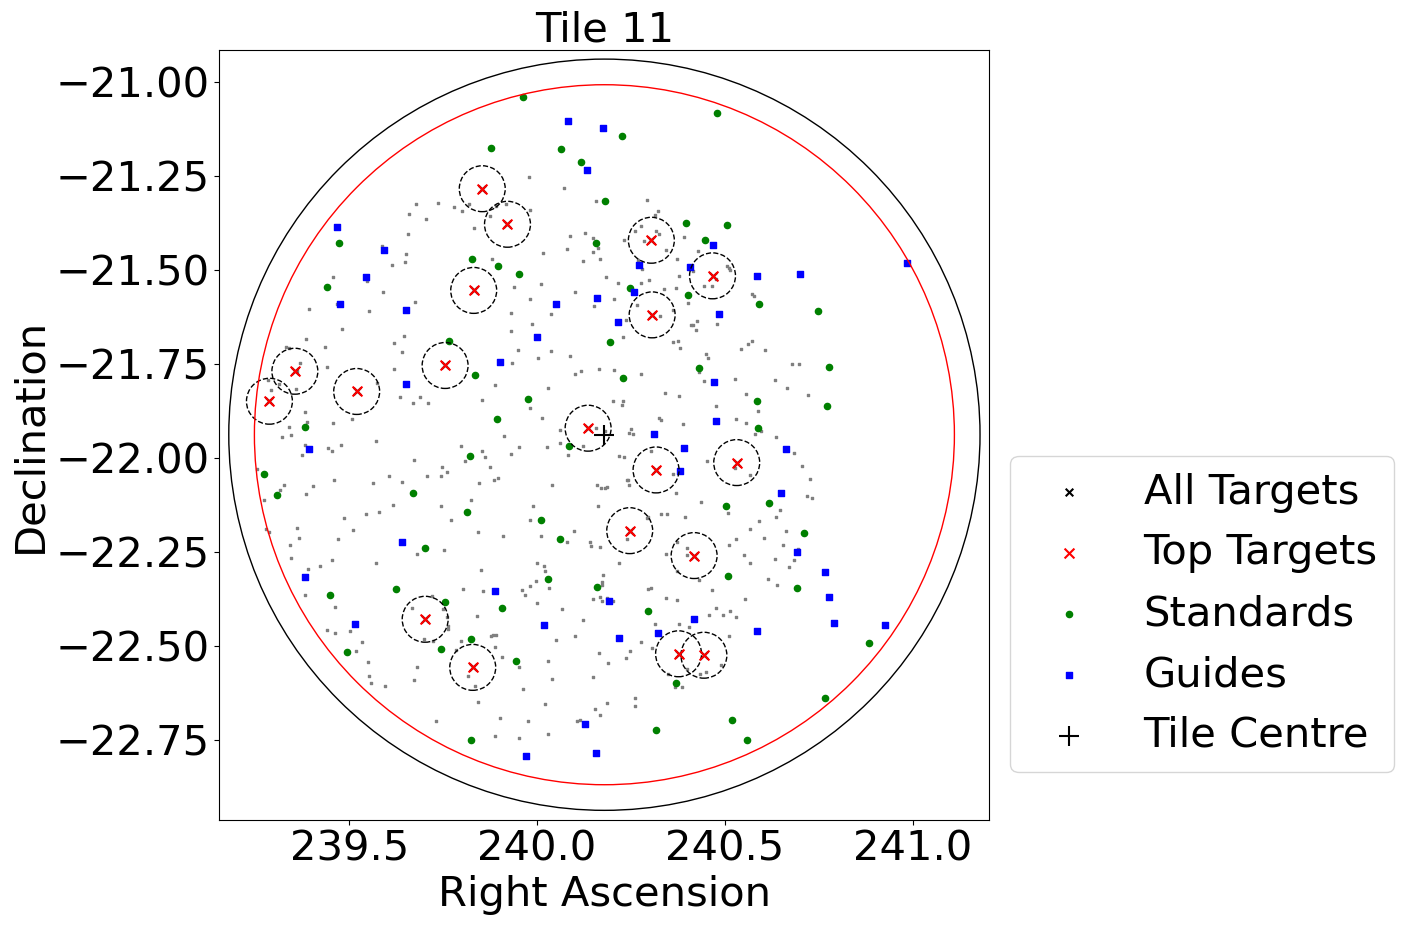 Tile 11
−21.00
−21.25
−21.50
−21.75
−22.00
−22.25
−22.50
−22.75
Declination
239.5 240.0 240.5 241.0
Right Ascension
All Targets
Top Targets
Standards
Guides
Tile Centre